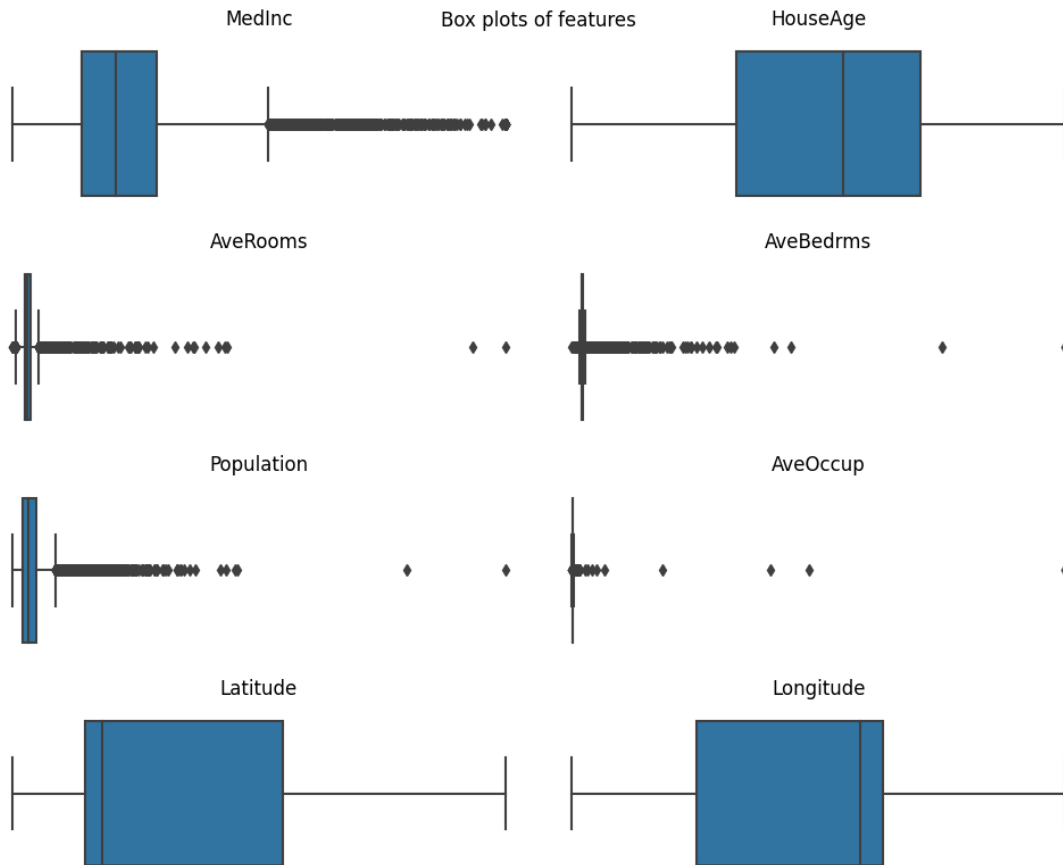 MedInc
Box plots of features
HouseAge
AveRooms
AveBedrms
Population
AveOccup
Latitude
Longitude